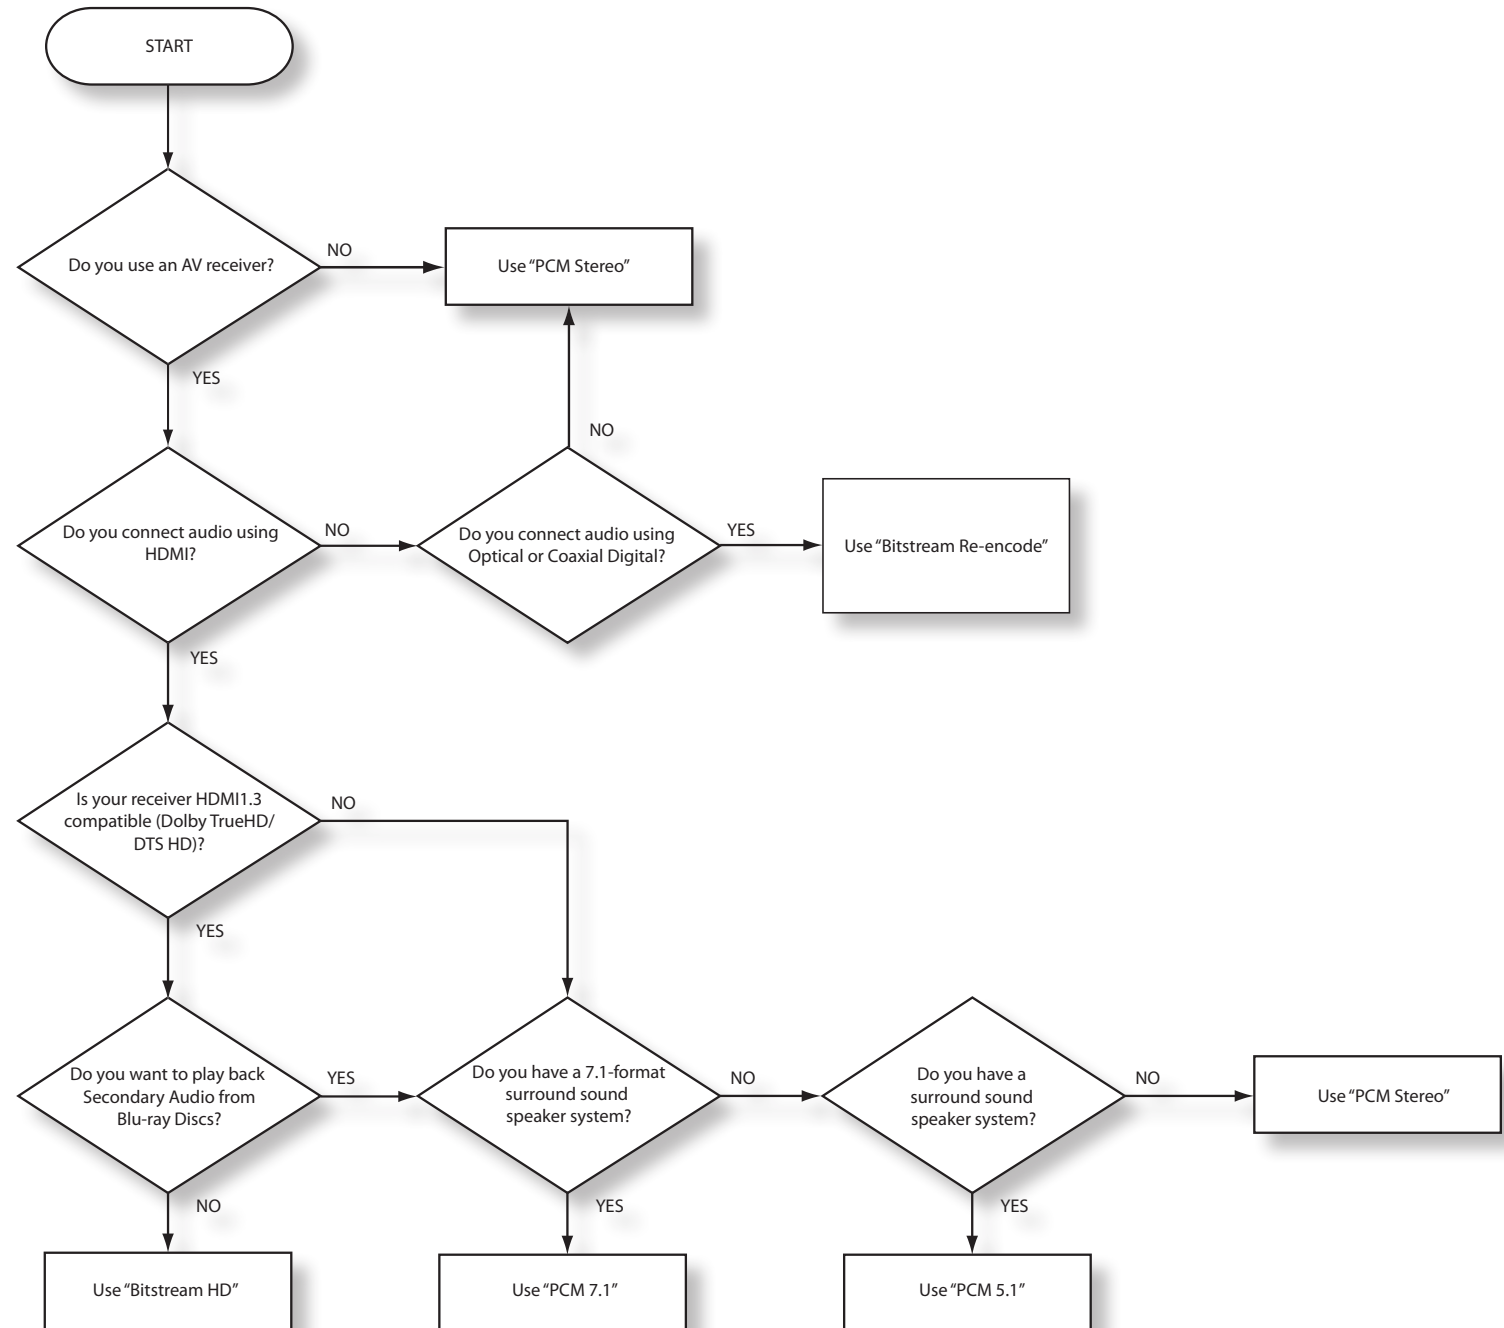 START
Do you use an AV receiver?
NO
Use “PCM Stereo”
YES
NO
Do you connect audio using
HDMI?
NO
Do you connect audio using
Optical or Coaxial Digital?
YES
Use “Bitstream Re-encode”
YES
Is your receiver HDMI1.3
compatible (Dolby TrueHD/
DTS HD)?
NO
YES
Do you want to play back
Secondary Audio from
Blu-ray Discs?
YES
Do you have a 7.1-format
surround sound
speaker system?
NO
Do you have a
surround sound
speaker system?
NO
Use “PCM Stereo”
NO
YES
YES
Use “Bitstream HD”
Use “PCM 7.1”
Use “PCM 5.1”